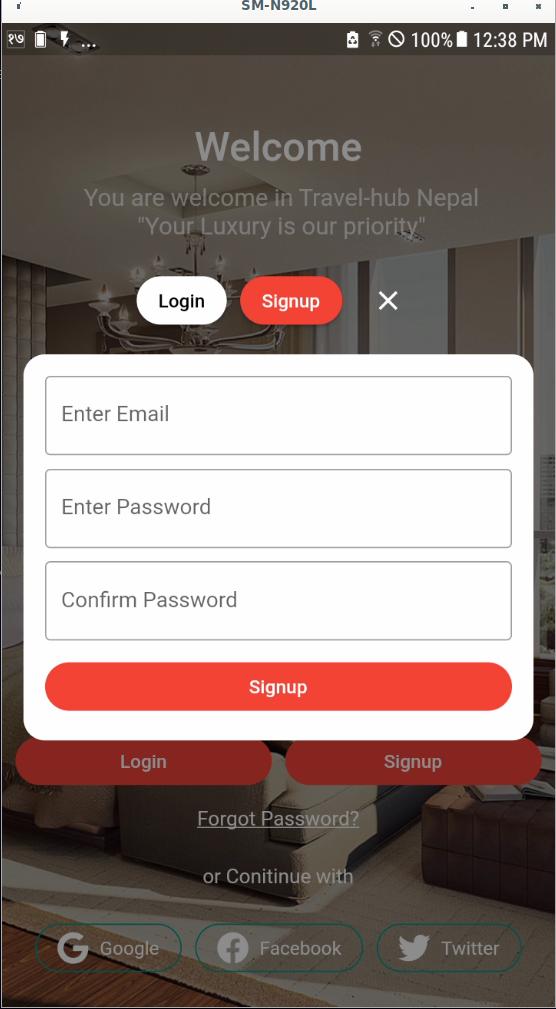 SM-N920L
100% 12:38 PM
Welcome
You are welcome in Travel-hub Nepal
"Your Luxury is our priority"
Login Signup
Enter Email
Enter Password
Confirm Password
Signup
Login Signup
Forgot Password?
or Conitinue with
Google Facebook Twitter